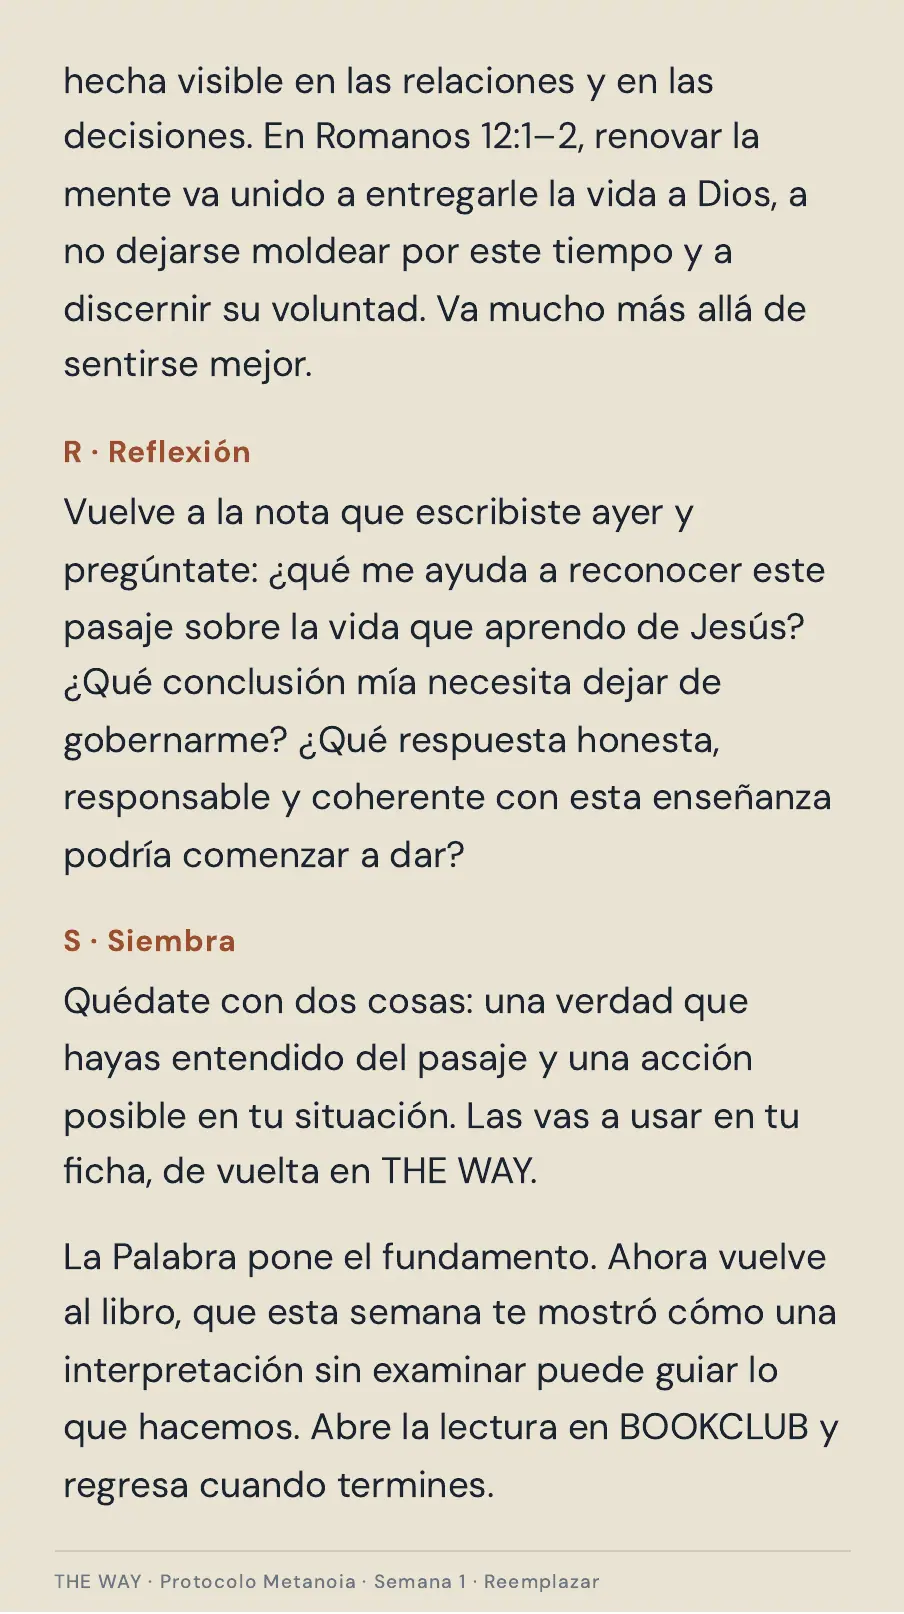 hecha visible en las relaciones y en las
decisiones. En Romanos 12:1–2, renovar la
mente va unido a entregarle la vida a Dios, a
no dejarse moldear por este tiempo y a
discernir su voluntad. Va mucho más allá de
sentirse mejor.
R · Reflexión
Vuelve a la nota que escribiste ayer y
pregúntate: ¿qué me ayuda a reconocer este
pasaje sobre la vida que aprendo de Jesús?
¿Qué conclusión mía necesita dejar de
gobernarme? ¿Qué respuesta honesta,
responsable y coherente con esta enseñanza
podría comenzar a dar?
S · Siembra
Quédate con dos cosas: una verdad que
hayas entendido del pasaje y una acción
posible en tu situación. Las vas a usar en tu
ficha, de vuelta en THE WAY.
La Palabra pone el fundamento. Ahora vuelve
al libro, que esta semana te mostró cómo una
interpretación sin examinar puede guiar lo
que hacemos. Abre la lectura en BOOKCLUB y
regresa cuando termines.
THE WAY · Protocolo Metanoia · Semana 1 · Reemplazar